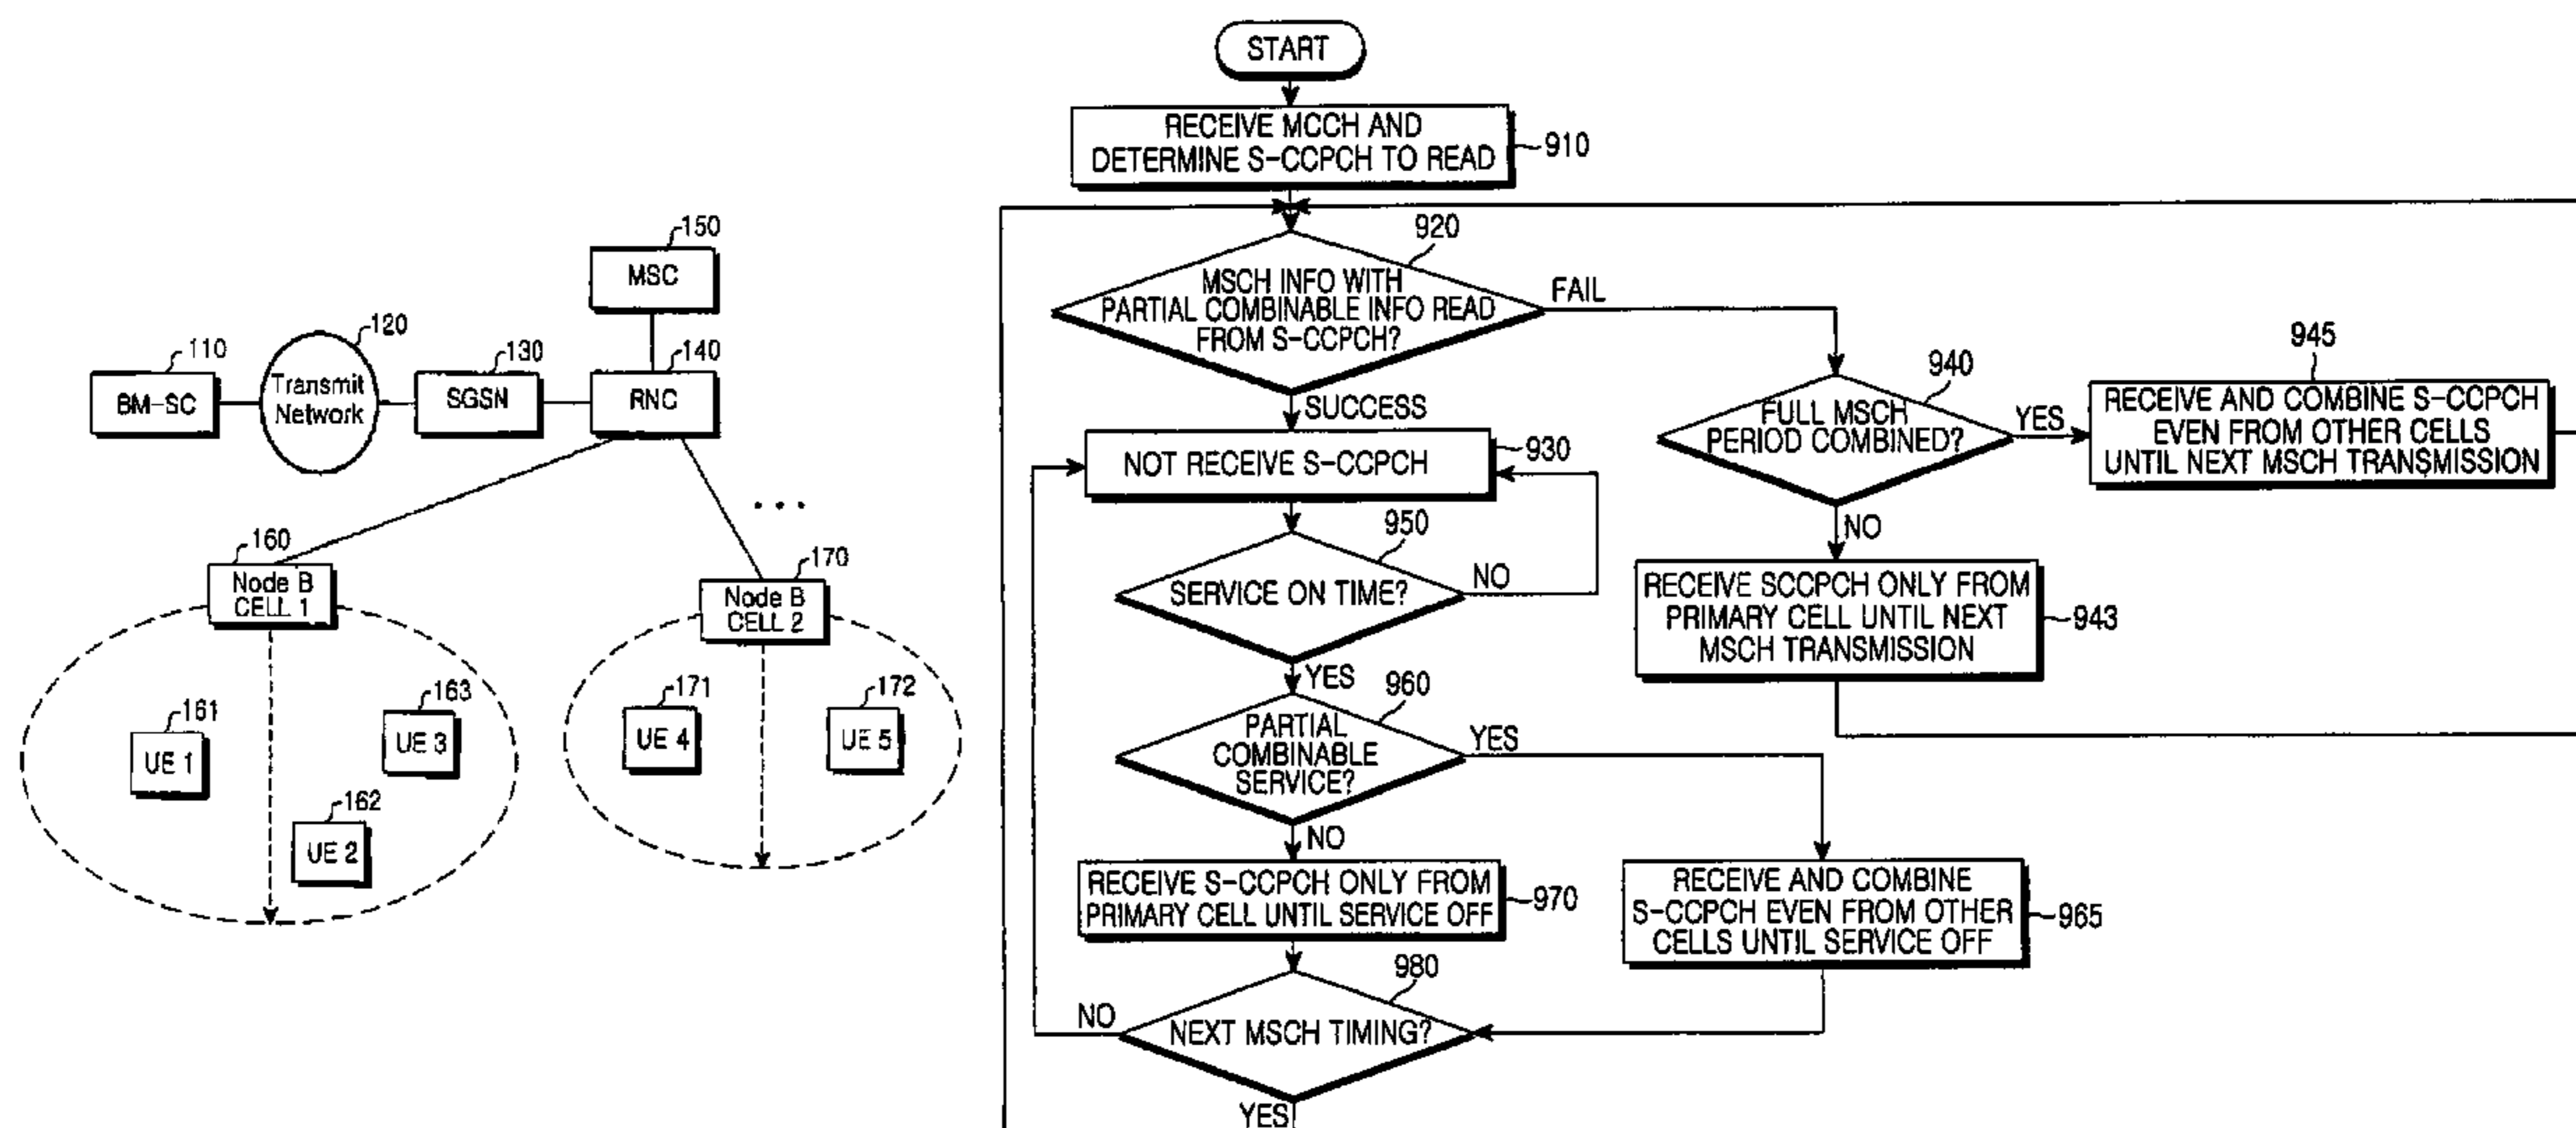 150
MSC
110
BM-SC
120
Transmit
Network
130
SGSN
140
RNC
160
Node B
CELL 1
170
Node B
CELL 2
161
UE 1
163
UE 3
162
UE 2
171
UE 4
172
UE 5
START
RECEIVE MCCH AND
DETERMINE S-CCPCH TO READ
910
920
MSCH INFO WITH
PARTIAL COMBINABLE INFO READ
FROM S-CCPCH?
FAIL
SUCCESS
940
FULL MSCH
PERIOD COMBINED?
YES
945
RECEIVE AND COMBINE S-CCPCH
EVEN FROM OTHER CELLS
UNTIL NEXT MSCH TRANSMISSION
NO
RECEIVE SCCPCH ONLY FROM
PRIMARY CELL UNTIL NEXT
MSCH TRANSMISSION
943
NOT RECEIVE S-CCPCH
930
950
SERVICE ON TIME?
NO
YES
960
PARTIAL
COMBINABLE
SERVICE?
YES
NO
RECEIVE S-CCPCH ONLY FROM
PRIMARY CELL UNTIL SERVICE OFF
970
RECEIVE AND COMBINE
S-CCPCH EVEN FROM OTHER
CELLS UNTIL SERVICE OFF
965
980
NEXT MSCH TIMING?
NO
YES